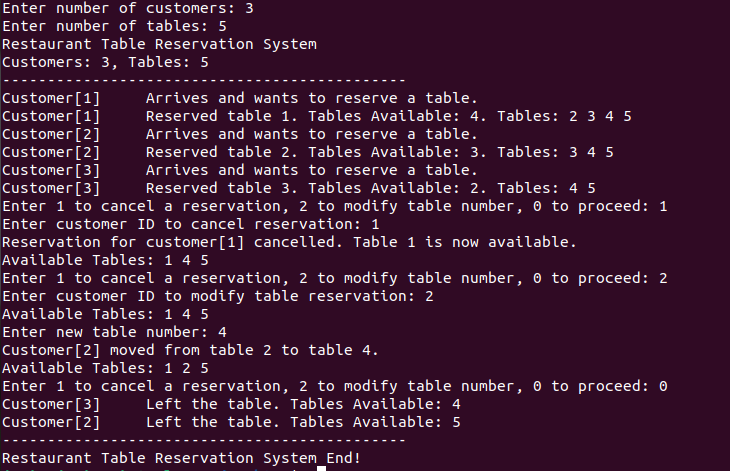 Enter number of customers: 3
Enter number of tables: 5
Restaurant Table Reservation System
Customers: 3, Tables: 5
---------------------------------------------
Customer[1]     Arrives and wants to reserve a table.
Customer[1]     Reserved table 1. Tables Available: 4. Tables: 2 3 4 5
Customer[2]     Arrives and wants to reserve a table.
Customer[2]     Reserved table 2. Tables Available: 3. Tables: 3 4 5
Customer[3]     Arrives and wants to reserve a table.
Customer[3]     Reserved table 3. Tables Available: 2. Tables: 4 5
Enter 1 to cancel a reservation, 2 to modify table number, 0 to proceed: 1
Enter customer ID to cancel reservation: 1
Reservation for customer[1] cancelled. Table 1 is now available.
Available Tables: 1 4 5
Enter 1 to cancel a reservation, 2 to modify table number, 0 to proceed: 2
Enter customer ID to modify table reservation: 2
Available Tables: 1 4 5
Enter new table number: 4
Customer[2] moved from table 2 to table 4.
Available Tables: 1 2 5
Enter 1 to cancel a reservation, 2 to modify table number, 0 to proceed: 0
Customer[3]     Left the table. Tables Available: 4
Customer[2]     Left the table. Tables Available: 5
---------------------------------------------
Restaurant Table Reservation System End!